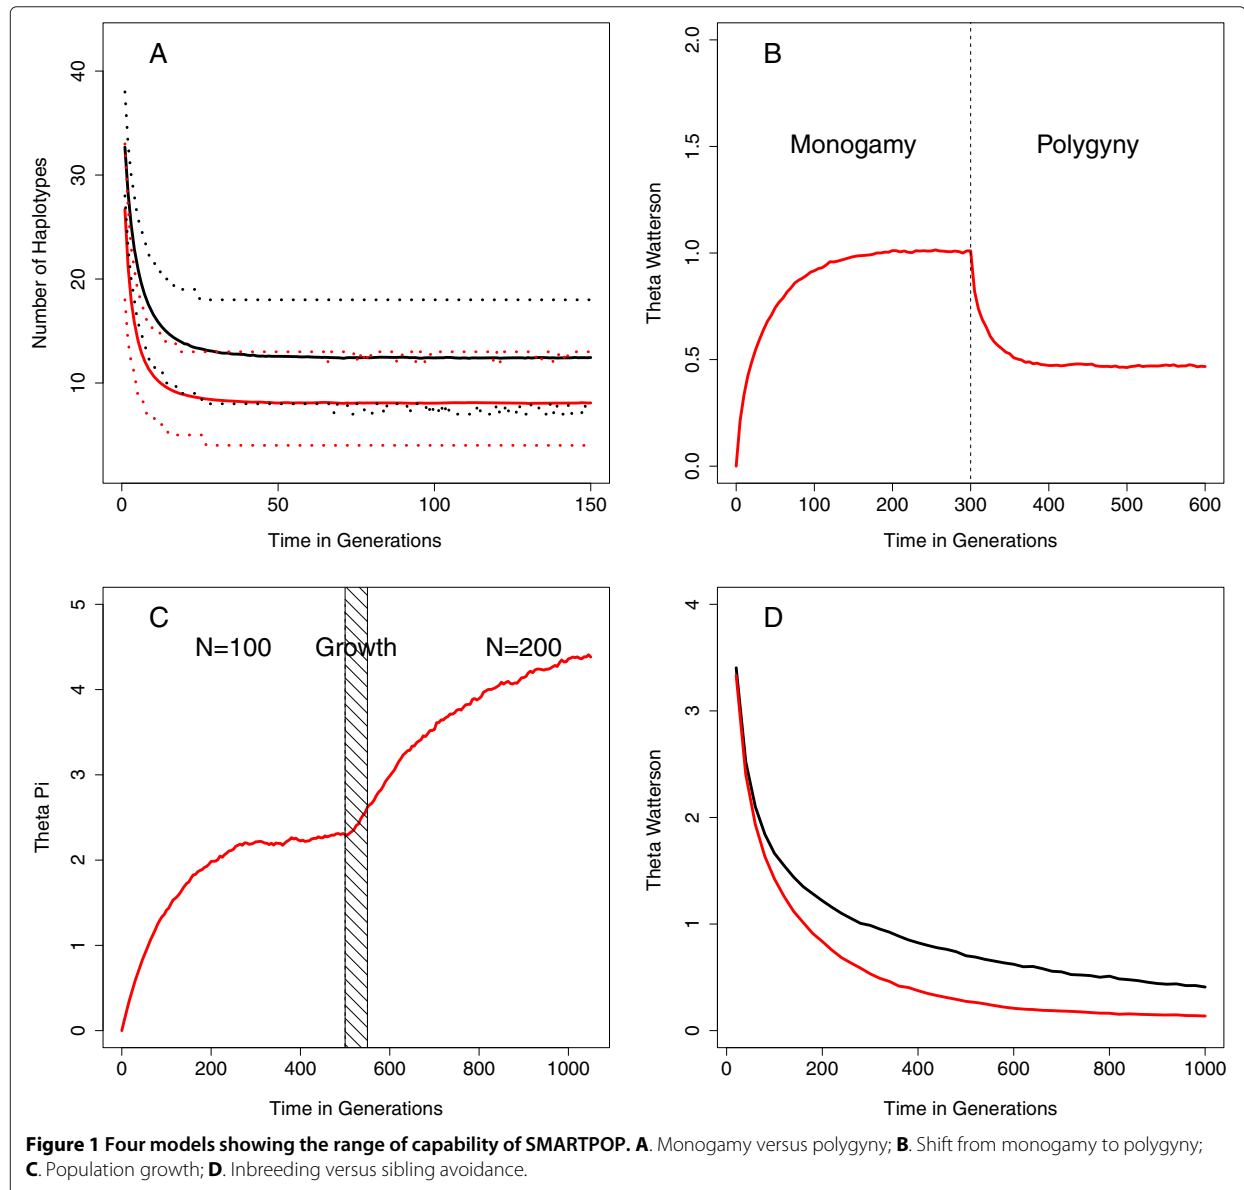 A
40
30
20
10
Number of Haplotypes
0
50
100
150
Time in Generations
B
Monogamy
Polygyny
2.0
1.5
1.0
0.5
0.0
Theta Watterson
0
100
200
300
400
500
600
Time in Generations
C
N=100
Growth
N=200
5
4
3
2
1
0
Theta Pi
0
200
400
600
800
1000
Time in Generations
D
4
3
2
1
0
Theta Watterson
0
200
400
600
800
1000
Time in Generations
Figure 1 Four models showing the range of capability of SMARTPOP. A. Monogamy versus polygyny; B. Shift from monogamy to polygyny;
C. Population growth; D. Inbreeding versus sibling avoidance.